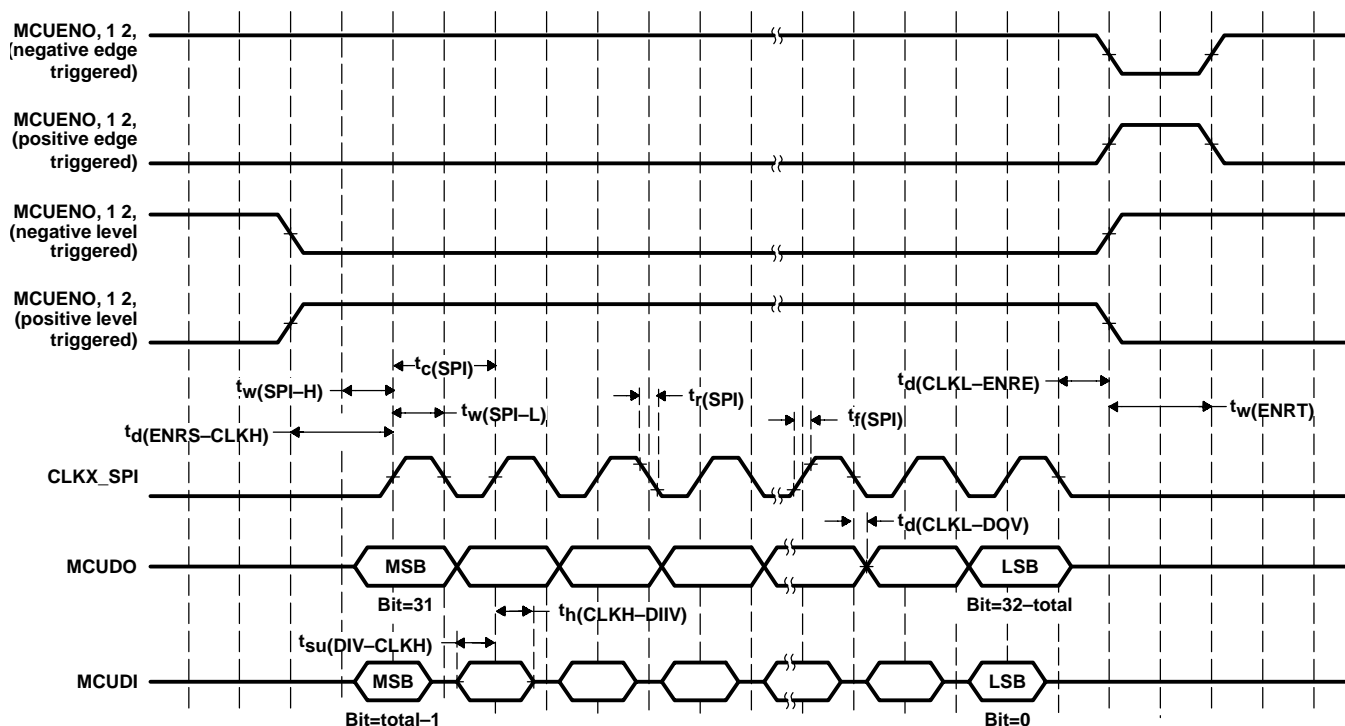 MCUENO, 1 2,
(negative edge
triggered)
MCUENO, 1 2,
(positive edge
triggered)
MCUENO, 1 2,
(negative level
triggered)
MCUENO, 1 2,
(positive level
triggered)
tc(SPI)
tw(SPI–H)
tr(SPI)
td(CLKL–ENRE)
tw(SPI–L)
tf(SPI)
tw(ENRT)
td(ENRS–CLKH)
CLKX_SPI
td(CLKL–DOV)
MCUDO
MSB
LSB
Bit=31
Bit=32–total
th(CLKH–DIIV)
tsu(DIV–CLKH)
MCUDI
MSB
LSB
Bit=total–1
Bit=0